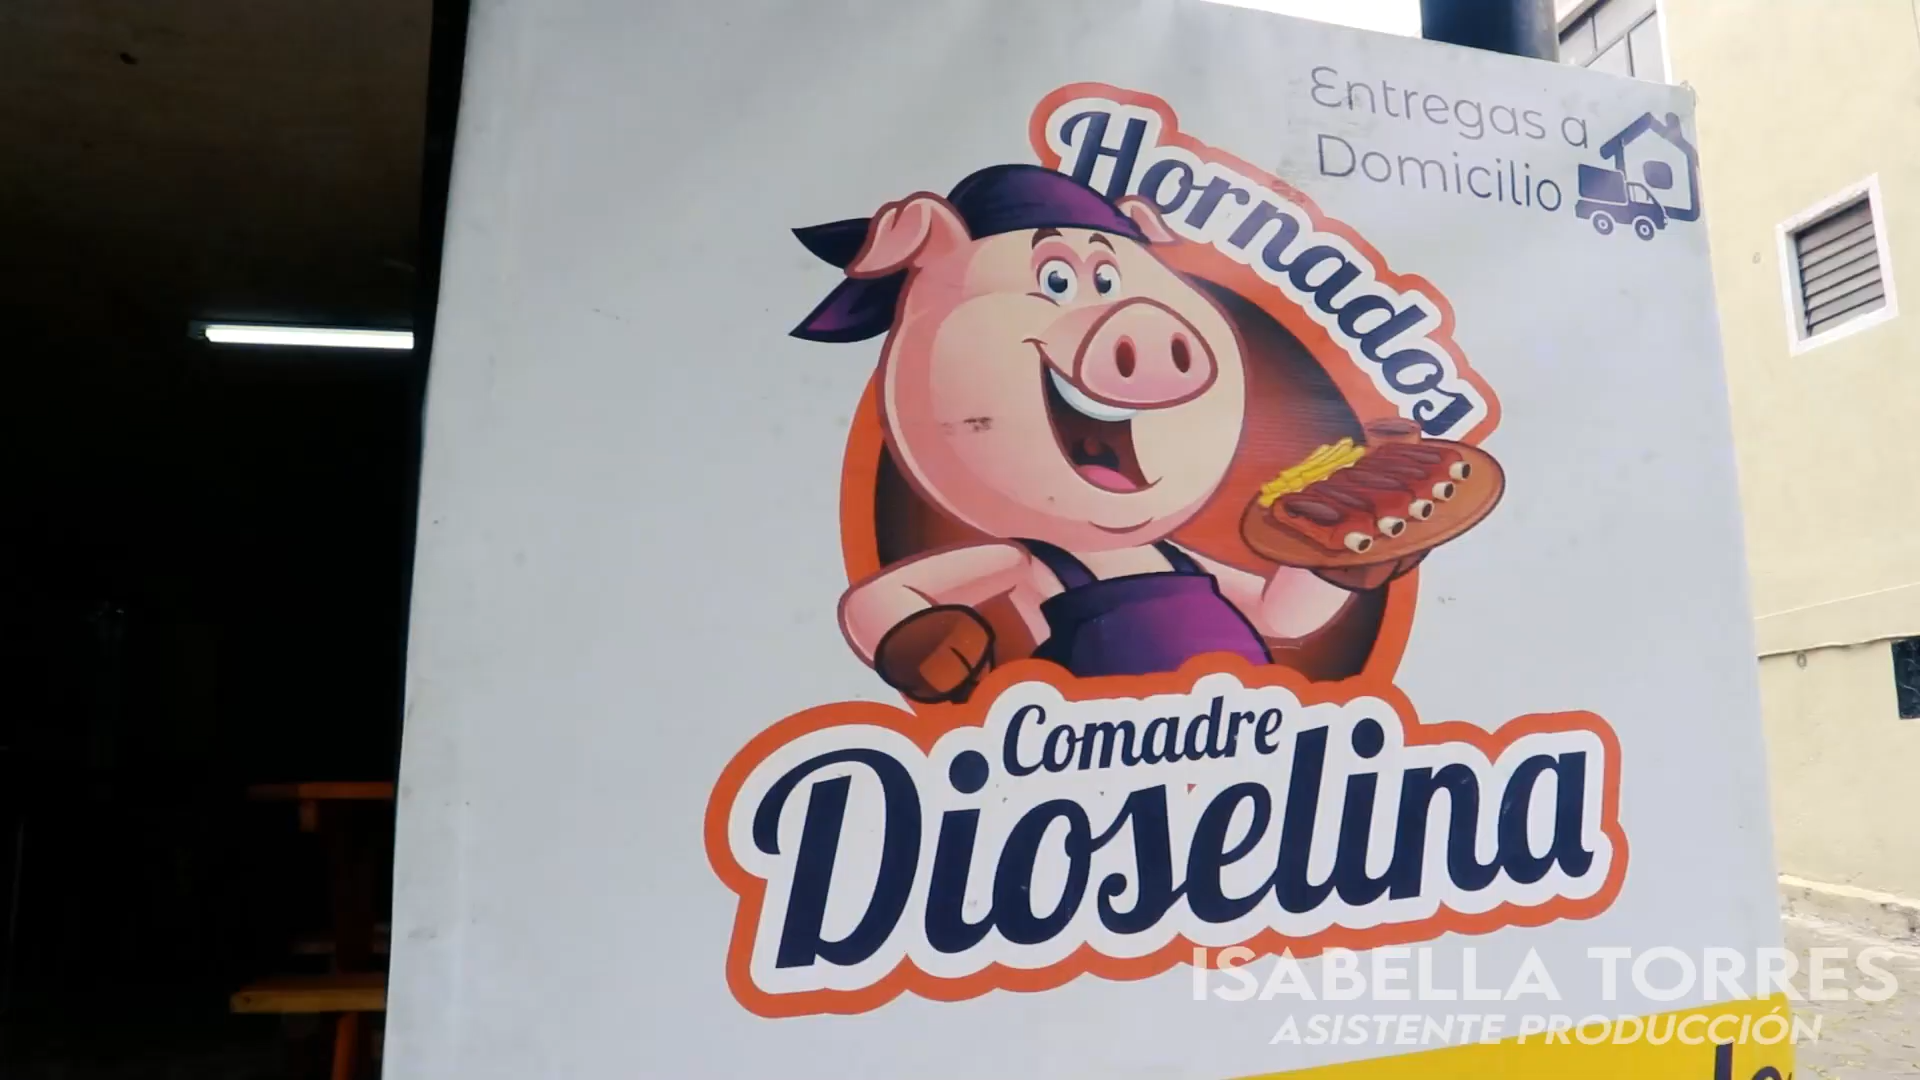 Entregas a
Domicilio
Hornados
Comadre
Dioselina
ISABELLA TORRES
ASISTENTE PRODUCCIÓN